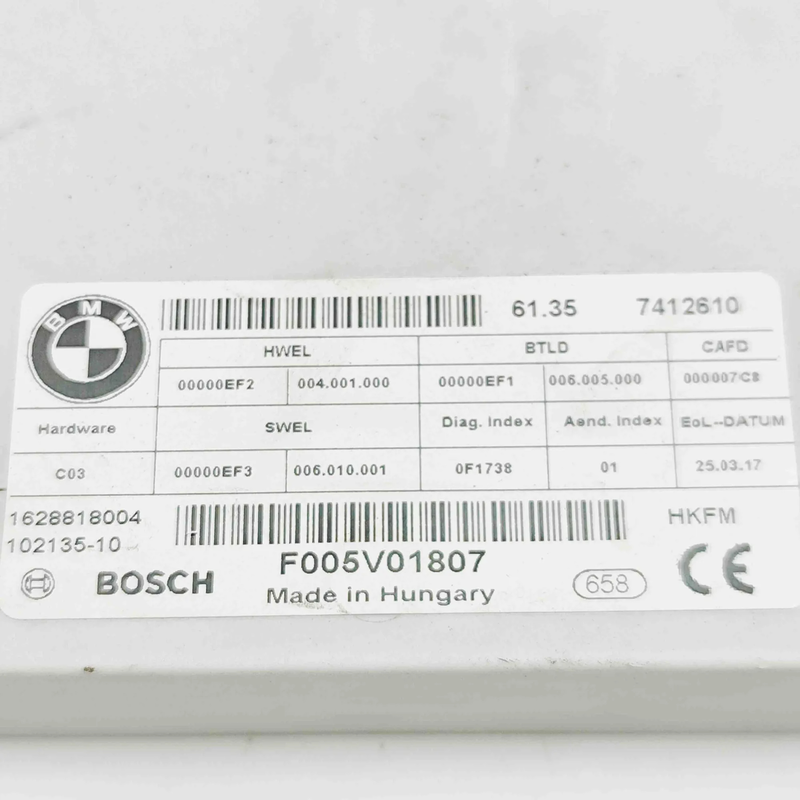 BMW
61.35 7412610
HWEL BTLD CAFD
00000EF2 004.001.000 00000EF1 006.005.000 000007C8
Hardware SWEL Diag. Index Aend. Index EoL-DATUM
C03 00000EF3 006.010.001 0F1738 01 25.03.17
1628818004 HKFM
102135-10
F005V01807
BOSCH Made in Hungary 658 CE